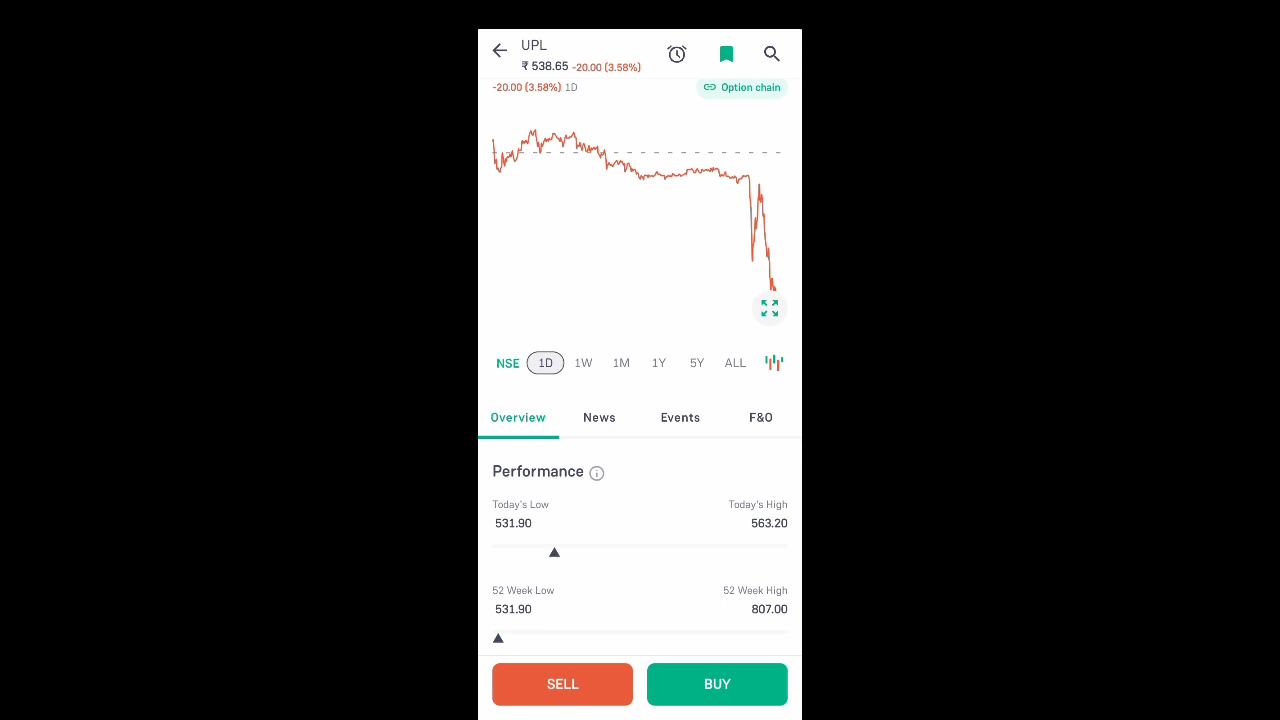 UPL
₹ 538.65 -20.00 (3.58%)
-20.00 (3.58%) 1D
Option chain
NSE 1D 1W 1M 1Y 5Y ALL
Overview News Events F&O
Performance
Today's Low Today's High
531.90 563.20
52 Week Low 52 Week High
531.90 807.00
SELL BUY